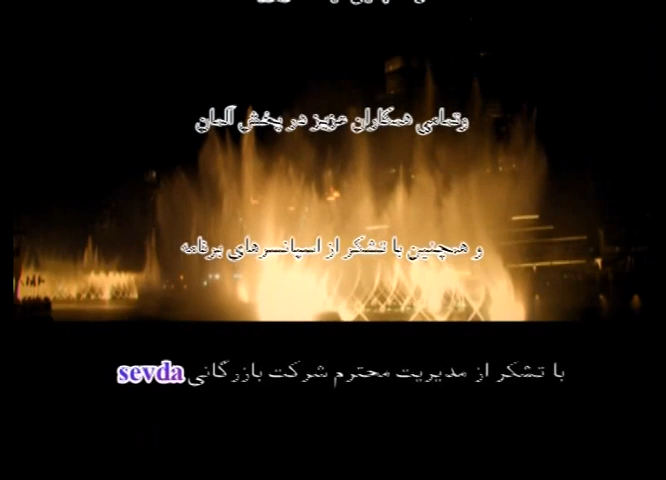 وتمامی همکاران عزیز در پخش آلمان
و همچنین با تشکر از اسپانسرهای برنامه
با تشکر از مدیریت محترم شرکت بازرگانی sevda